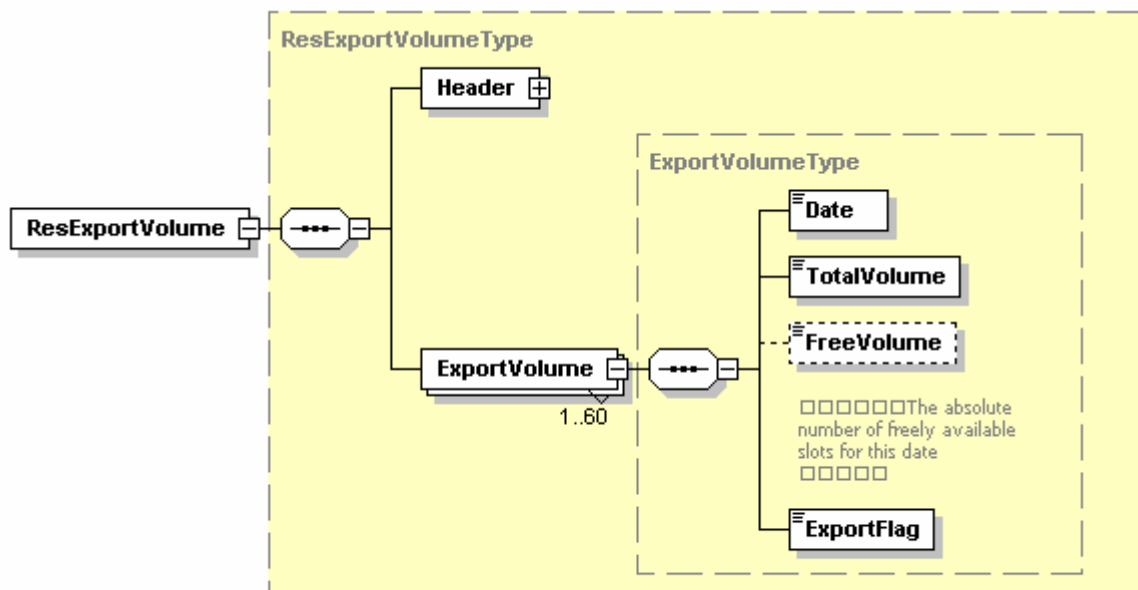 ResExportVolumeType
Header
ExportVolumeType
Date
ResExportVolume
TotalVolume
FreeVolume
ExportVolume
1..60
□□□□□□The absolute
number of freely available
slots for this date
□□□□□
ExportFlag